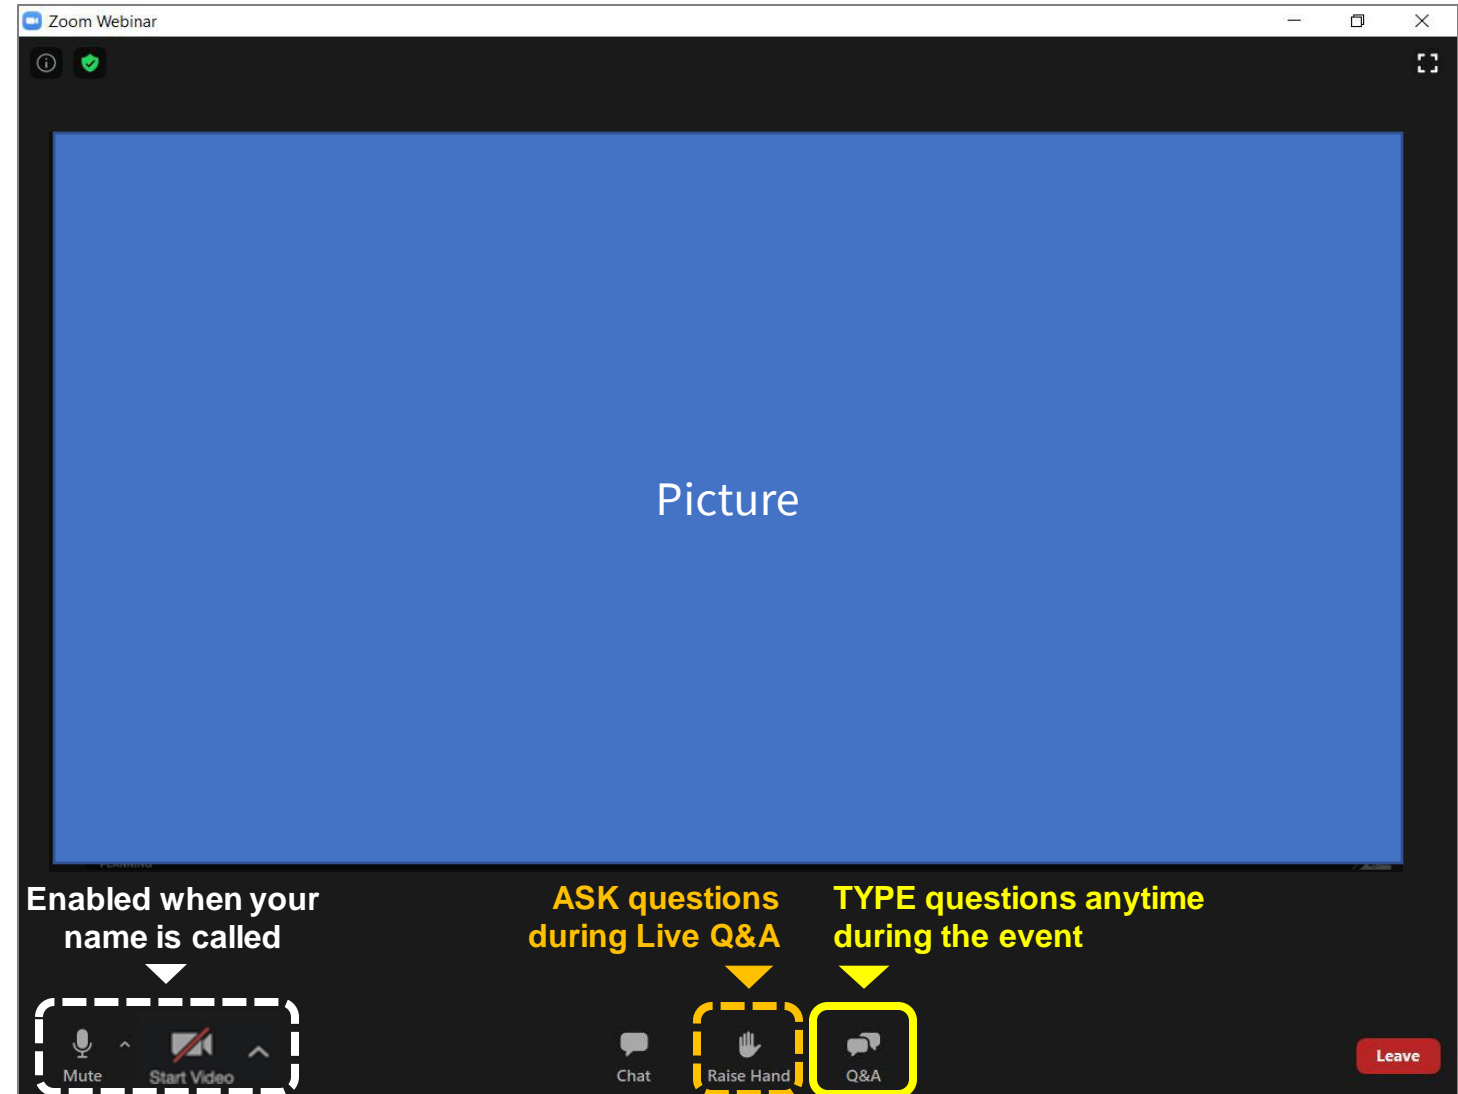 Zoom Webinar
Picture
PLANNING
Enabled when your
name is called
ASK questions
during Live Q&A
TYPE questions anytime
during the event
Mute
Start Video
Chat
Raise Hand
Q&A
Leave